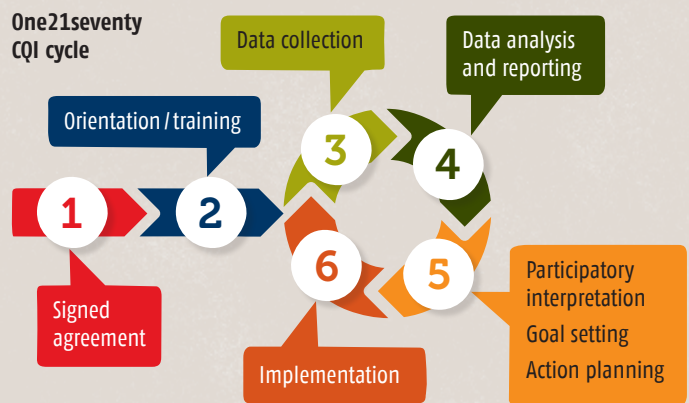 One21seventy
CQI cycle
1
Signed
agreement
2
Orientation / training
3
Data collection
4
Data analysis
and reporting
5
Participatory
interpretation
Goal setting
Action planning
6
Implementation